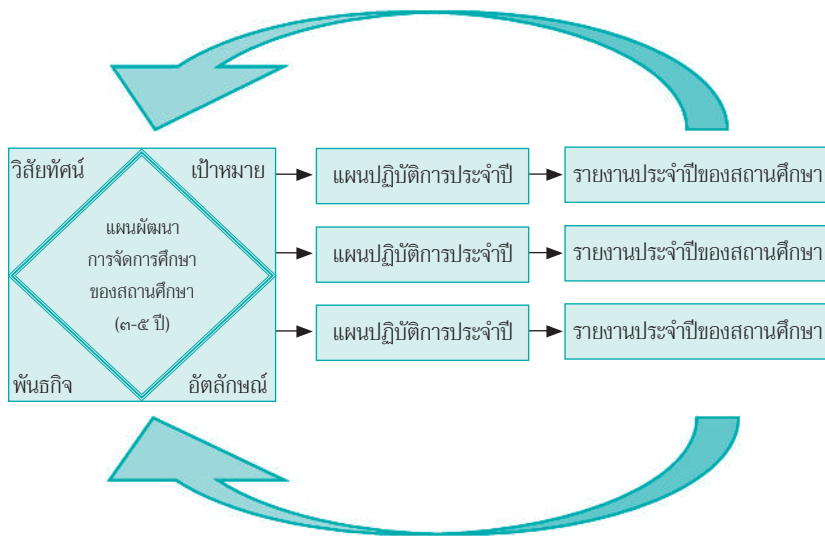 วิสัยทัศน์ เป้าหมาย
แผนผัฒนา
การจัดการศึกษา
ของสถานศึกษา
(๓-๕ ปี)
พันธกิจ อัตลักษณ์
แผนปฏิบัติการประจำปี รายงานประจำปีของสถานศึกษา
แผนปฏิบัติการประจำปี รายงานประจำปีของสถานศึกษา
แผนปฏิบัติการประจำปี รายงานประจำปีของสถานศึกษา